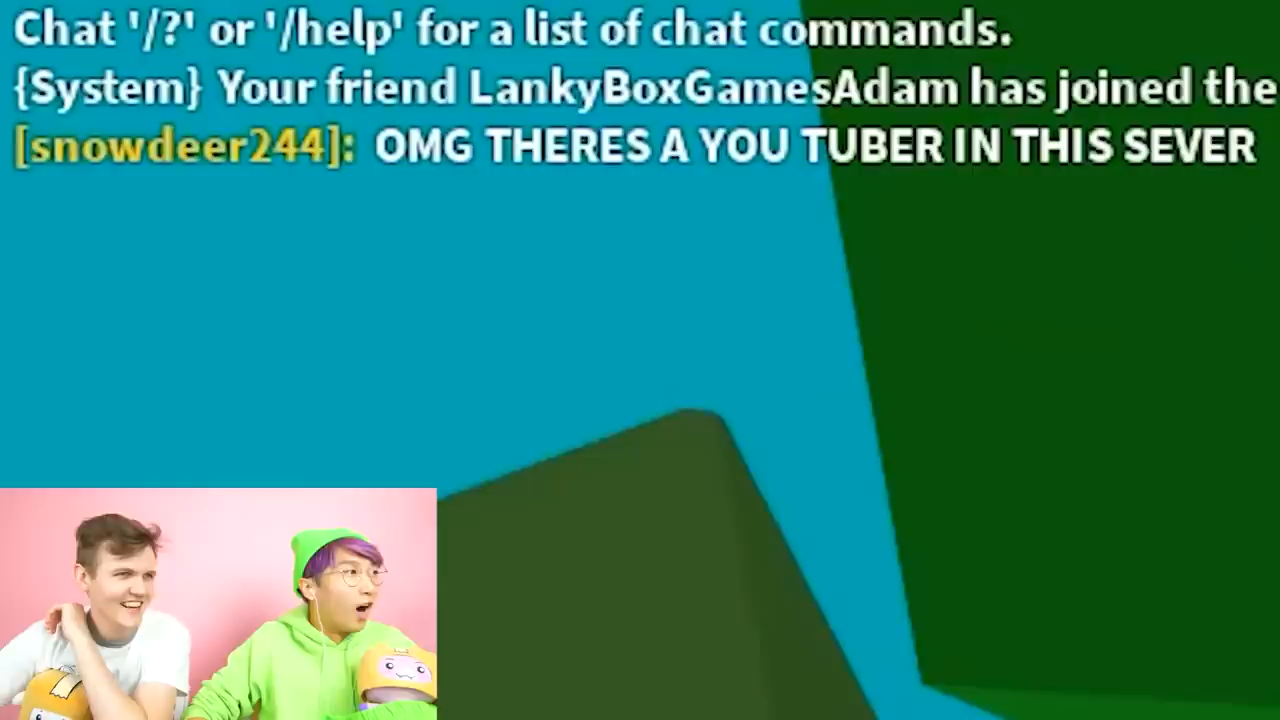 Chat '/?' or '/help' for a list of chat commands.
{System} Your friend LankyBoxGamesAdam has joined the
[snowdeer244]: OMG THERES A YOU TUBER IN THIS SEVER